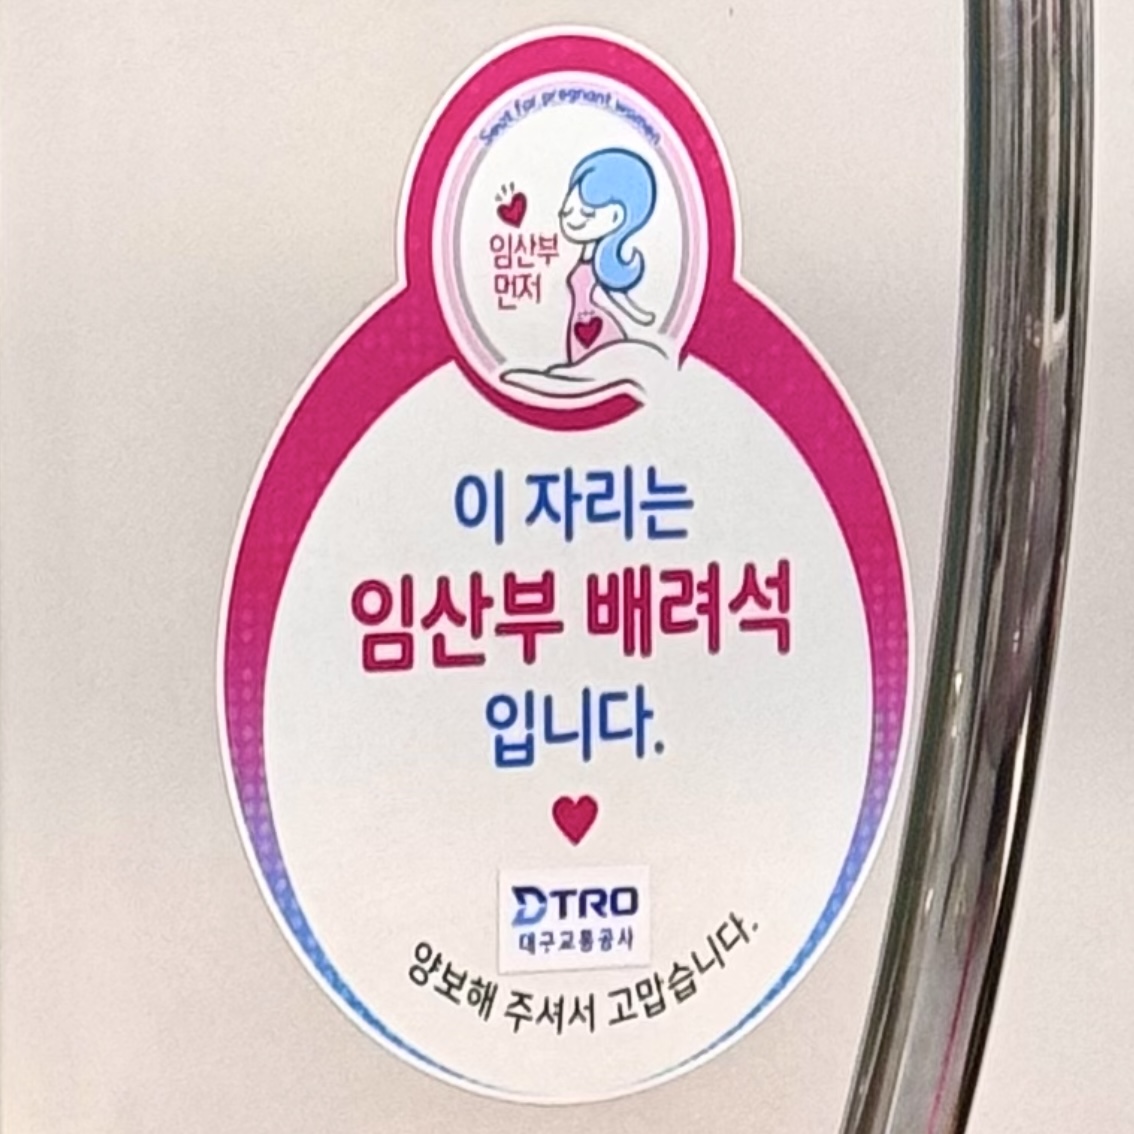 Seat for pregnant women
임산부
먼저
이 자리는
임산부 배려석
입니다.
DTRO
대구교통공사
양보해 주셔서 고맙습니다.